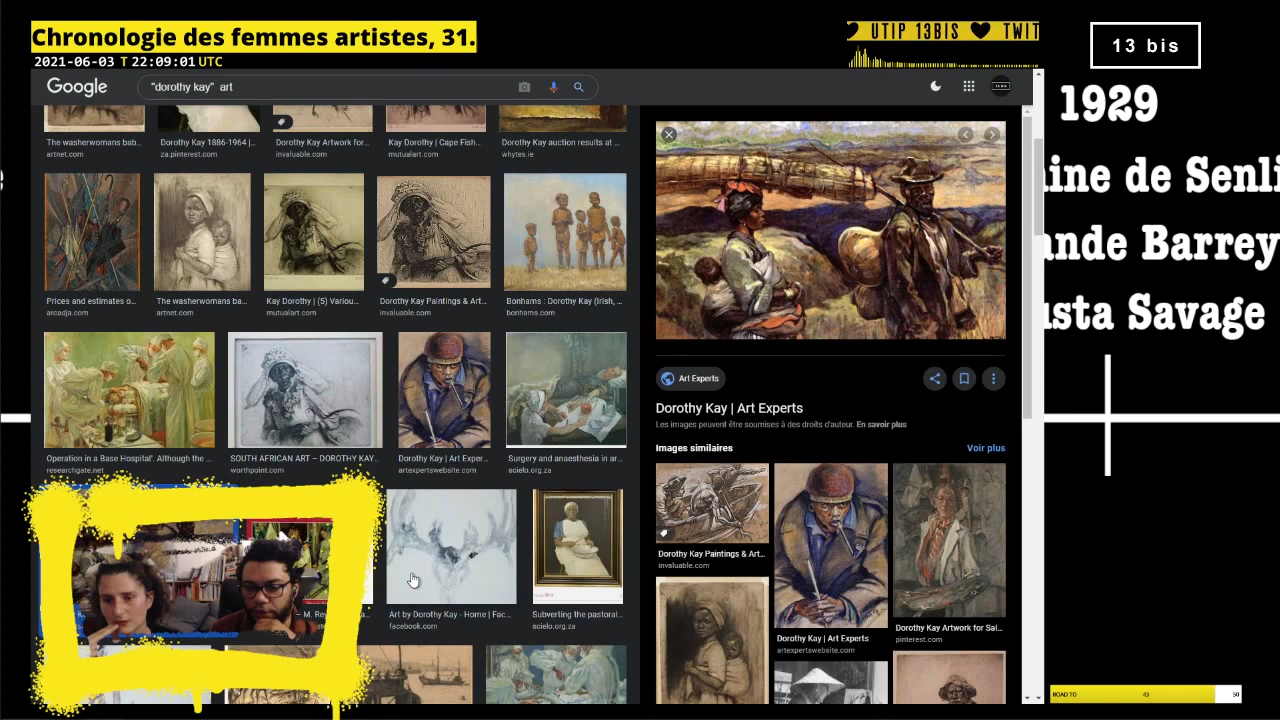 Chronologie des femmes artistes, 31.
2021-06-03 T 22:09:01 UTC
UTIP 13BIS TWIT
13 bis
Google
"dorothy kay" art
1929
ine de Senli
nde Barrey
sta Savage
The washerwomans bab...
artnet.com
Dorothy Kay 1886-1964 |...
za.pinterest.com
Dorothy Kay Artwork for...
invaluable.com
Kay Dorothy | Cape Fish...
mutualart.com
Dorothy Kay auction results at ...
whytes.ie
Prices and estimates o...
arcadja.com
The washerwomans ba...
artnet.com
Kay Dorothy | (5) Variou...
mutualart.com
Dorothy Kay Paintings & Art...
invaluable.com
Bonhams : Dorothy Kay (Irish, ...
bonhams.com
Operation in a Base Hospital'. Although the ...
researchgate.net
SOUTH AFRICAN ART – DOROTHY KAY...
worthpoint.com
Dorothy Kay | Art Exper...
artexpertswebsite.com
Surgery and anaesthesia in ar...
scielo.org.za
– M. Re
Art by Dorothy Kay - Home | Fac...
facebook.com
Subverting the pastoral...
scielo.org.za
Art Experts
Dorothy Kay | Art Experts
Les images peuvent être soumises à des droits d'auteur. En savoir plus
Images similaires
Voir plus
Dorothy Kay Paintings & Art...
invaluable.com
Dorothy Kay | Art Experts
artexpertswebsite.com
Dorothy Kay Artwork for Sal...
pinterest.com
ROAD TO 43 50